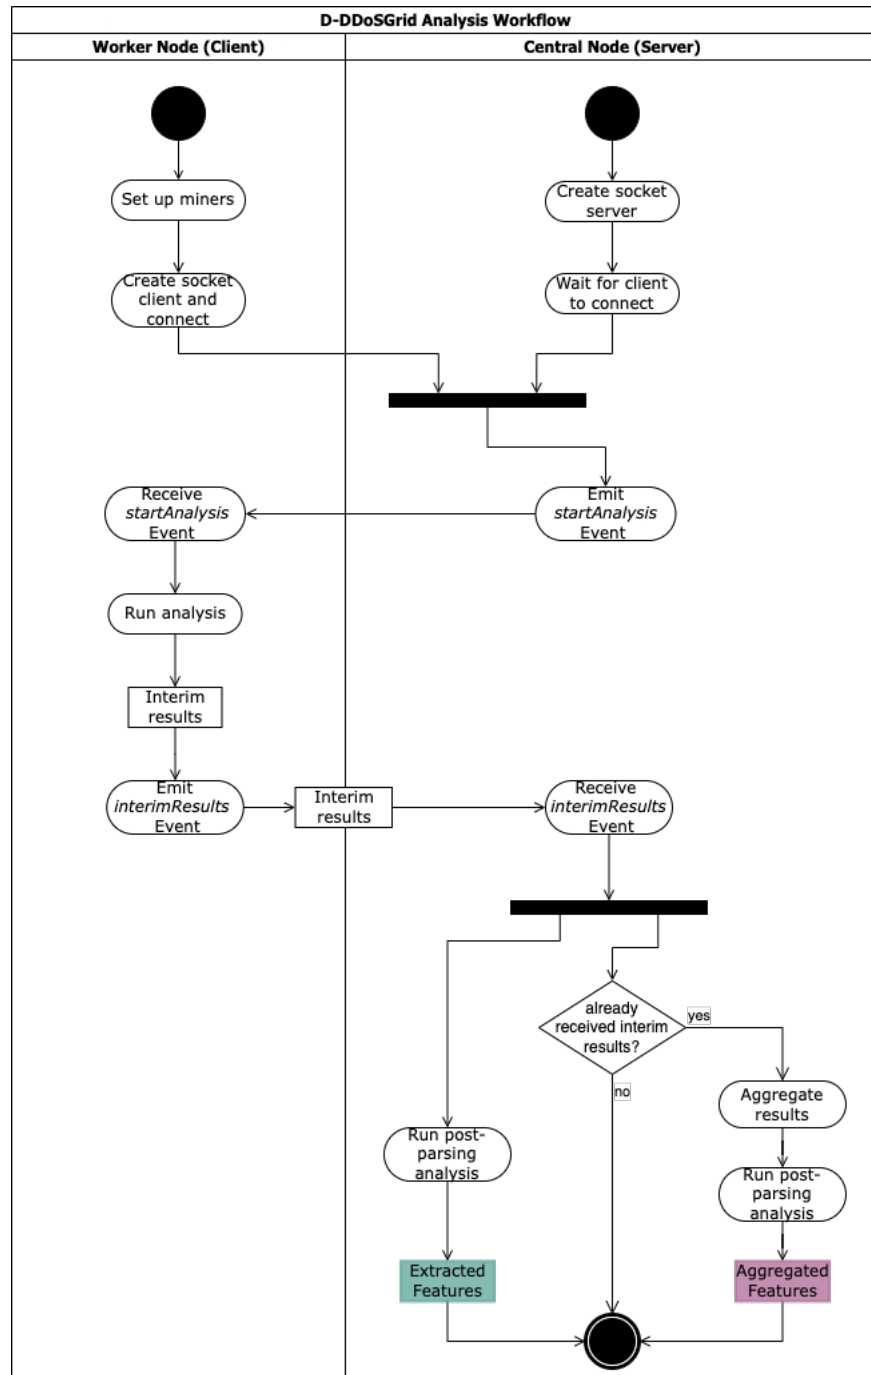 D-DDoSGrid Analysis Workflow
Worker Node (Client)
Central Node (Server)
Set up miners
Create socket
server
Create socket
client and
connect
Wait for client
to connect
Receive
startAnalysis
Event
Emit
startAnalysis
Event
Run analysis
Interim
results
Emit
interimResults
Event
Interim
results
Receive
interimResults
Event
already
received interim
results?
yes
no
Aggregate
results
Run post-
parsing
analysis
Run post-
parsing
analysis
Extracted
Features
Aggregated
Features